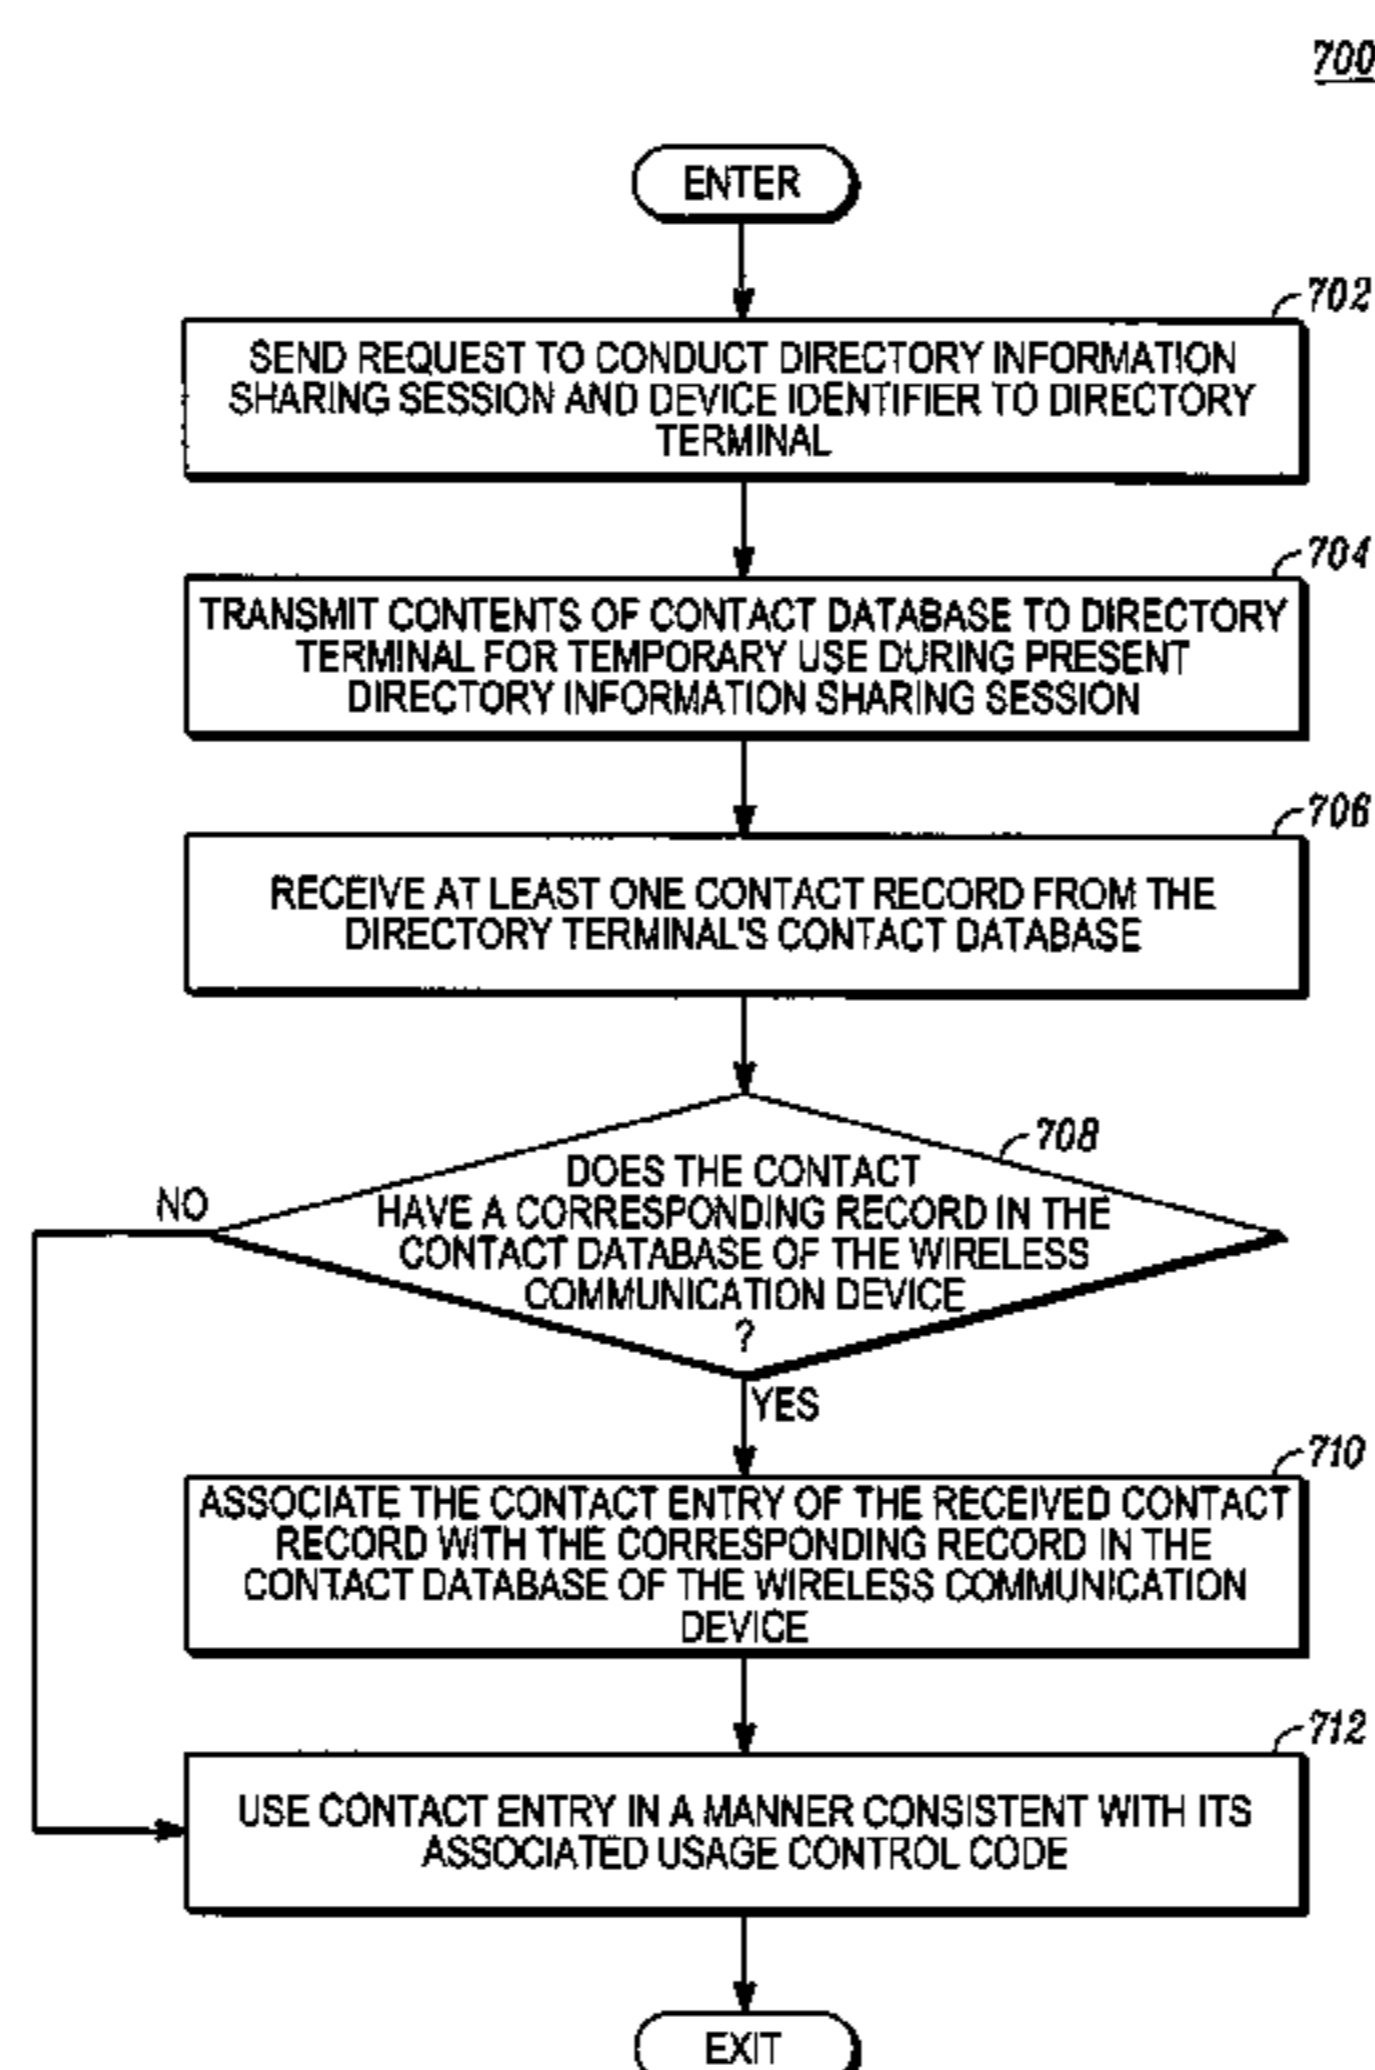 700
ENTER
702
SEND REQUEST TO CONDUCT DIRECTORY INFORMATION
SHARING SESSION AND DEVICE IDENTIFIER TO DIRECTORY
TERMINAL
704
TRANSMIT CONTENTS OF CONTACT DATABASE TO DIRECTORY
TERMINAL FOR TEMPORARY USE DURING PRESENT
DIRECTORY INFORMATION SHARING SESSION
706
RECEIVE AT LEAST ONE CONTACT RECORD FROM THE
DIRECTORY TERMINAL'S CONTACT DATABASE
708
DOES THE CONTACT
HAVE A CORRESPONDING RECORD IN THE
CONTACT DATABASE OF THE WIRELESS
COMMUNICATION DEVICE
?
NO
YES
710
ASSOCIATE THE CONTACT ENTRY OF THE RECEIVED CONTACT
RECORD WITH THE CORRESPONDING RECORD IN THE
CONTACT DATABASE OF THE WIRELESS COMMUNICATION
DEVICE
712
USE CONTACT ENTRY IN A MANNER CONSISTENT WITH ITS
ASSOCIATED USAGE CONTROL CODE
EXIT